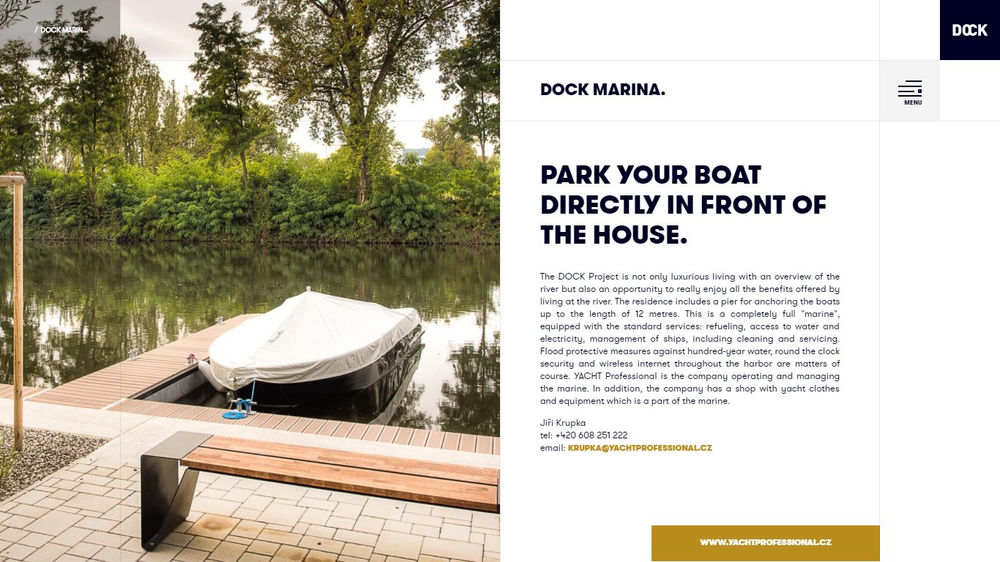 / DOCK MARIN...
DOCK
DOCK MARINA.
MENU
PARK YOUR BOAT
DIRECTLY IN FRONT OF
THE HOUSE.
The DOCK Project is not only luxurious living with an overview of the
river but also an opportunity to really enjoy all the benefits offered by
living at the river. The residence includes a pier for anchoring the boats
up to the length of 12 metres. This is a completely full "marine",
equipped with the standard services: refueling, access to water and
electricity, management of ships, including cleaning and servicing.
Flood protective measures against hundred-year water, round the clock
security and wireless internet throughout the harbor are matters of
course. YACHT Professional is the company operating and managing
the marine. In addition, the company has a shop with yacht clothes
and equipment which is a part of the marine.
Jiří Krupka
tel: +420 608 251 222
email: KRUPKA@YACHTPROFESSIONAL.CZ
WWW.YACHTPROFESSIONAL.CZ